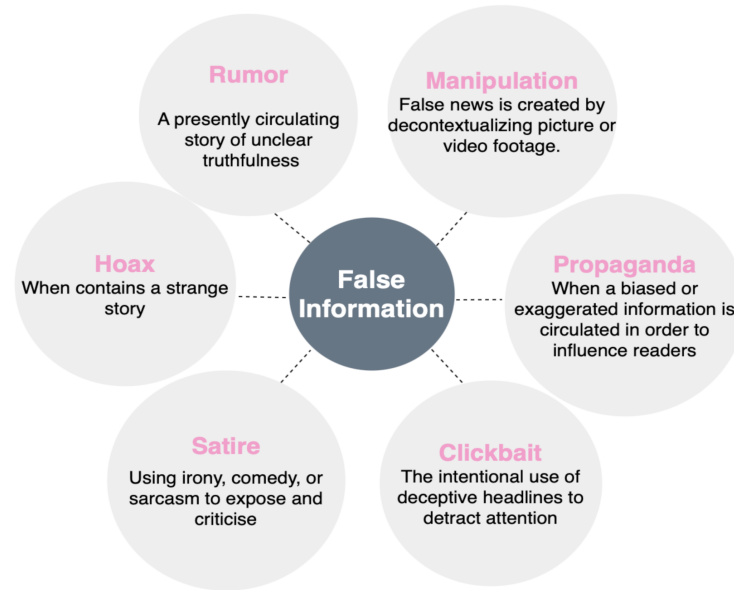 Rumor
A presently circulating
story of unclear
truthfulness
Manipulation
False news is created by
decontextualizing picture or
video footage.
Hoax
When contains a strange
story
False
Information
Propaganda
When a biased or
exaggerated information is
circulated in order to
influence readers
Satire
Using irony, comedy, or
sarcasm to expose and
criticise
Clickbait
The intentional use of
deceptive headlines to
detract attention